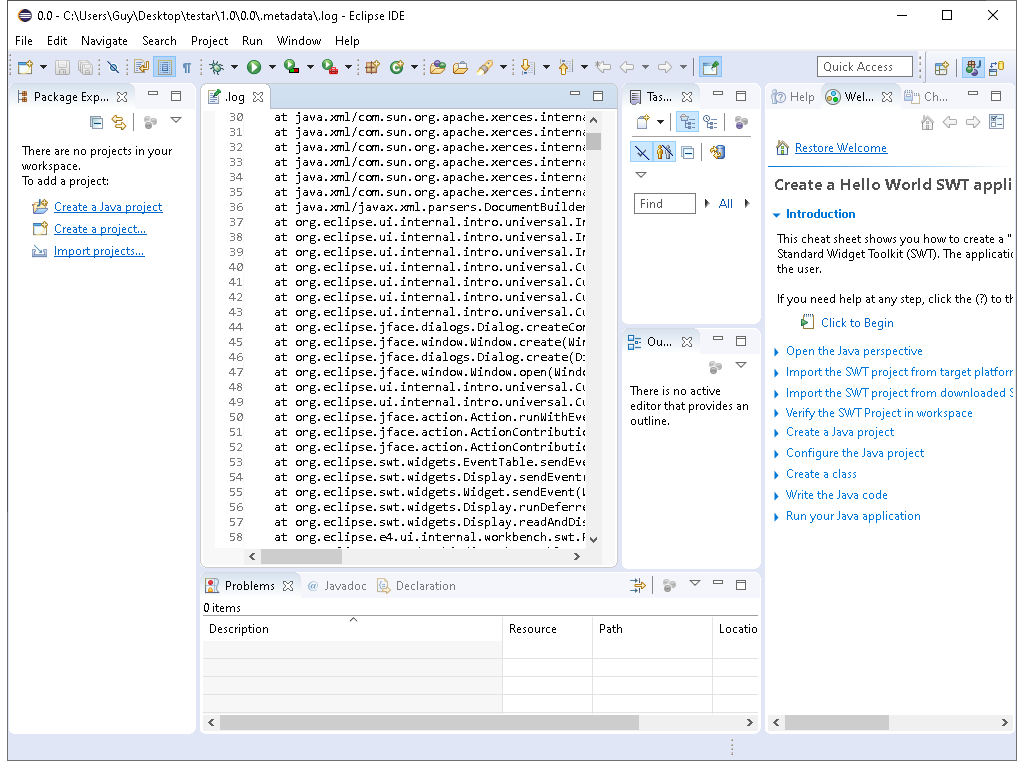 0.0 - C:\Users\Guy\Desktop\testar\1.0\0.0\.metadata\.log - Eclipse IDE
File Edit Navigate Search Project Run Window Help
Quick Access
Package Exp...
There are no projects in your
workspace.
To add a project:
Create a Java project
Create a project...
Import projects...
.log
30 at java.xml/com.sun.org.apache.xerces.interna
31 at java.xml/com.sun.org.apache.xerces.interna
32 at java.xml/com.sun.org.apache.xerces.interna
33 at java.xml/com.sun.org.apache.xerces.interna
34 at java.xml/com.sun.org.apache.xerces.interna
35 at java.xml/com.sun.org.apache.xerces.interna
36 at java.xml/javax.xml.parsers.DocumentBuilder
37 at org.eclipse.ui.internal.intro.universal.In
38 at org.eclipse.ui.internal.intro.universal.In
39 at org.eclipse.ui.internal.intro.universal.In
40 at org.eclipse.ui.internal.intro.universal.Cu
41 at org.eclipse.ui.internal.intro.universal.Cu
42 at org.eclipse.ui.internal.intro.universal.Cu
43 at org.eclipse.ui.internal.intro.universal.Cu
44 at org.eclipse.jface.dialogs.Dialog.createCon
45 at org.eclipse.jface.window.Window.create(Win
46 at org.eclipse.jface.dialogs.Dialog.create(Di
47 at org.eclipse.jface.window.Window.open(Windo
48 at org.eclipse.ui.internal.intro.universal.Cu
49 at org.eclipse.ui.internal.intro.universal.Cu
50 at org.eclipse.jface.action.Action.runWithEve
51 at org.eclipse.jface.action.ActionContributio
52 at org.eclipse.jface.action.ActionContributio
53 at org.eclipse.swt.widgets.EventTable.sendEve
54 at org.eclipse.swt.widgets.Display.sendEvent(
55 at org.eclipse.swt.widgets.Widget.sendEvent(W
56 at org.eclipse.swt.widgets.Display.runDeferre
57 at org.eclipse.swt.widgets.Display.readAndDis
58 at org.eclipse.e4.ui.internal.workbench.swt.P
Tas...
Find
All
Ou...
There is no active
editor that provides an
outline.
Help Wel... Ch...
Restore Welcome
Create a Hello World SWT appli
Introduction
This cheat sheet shows you how to create a "
Standard Widget Toolkit (SWT). The applicatic
the user.
If you need help at any step, click the (?) to th
Click to Begin
Open the Java perspective
Import the SWT project from target platforr
Import the SWT project from downloaded S
Verify the SWT Project in workspace
Create a Java project
Configure the Java project
Create a class
Write the Java code
Run your Java application
Problems @ Javadoc Declaration
0 items
Description Resource Path Locatio